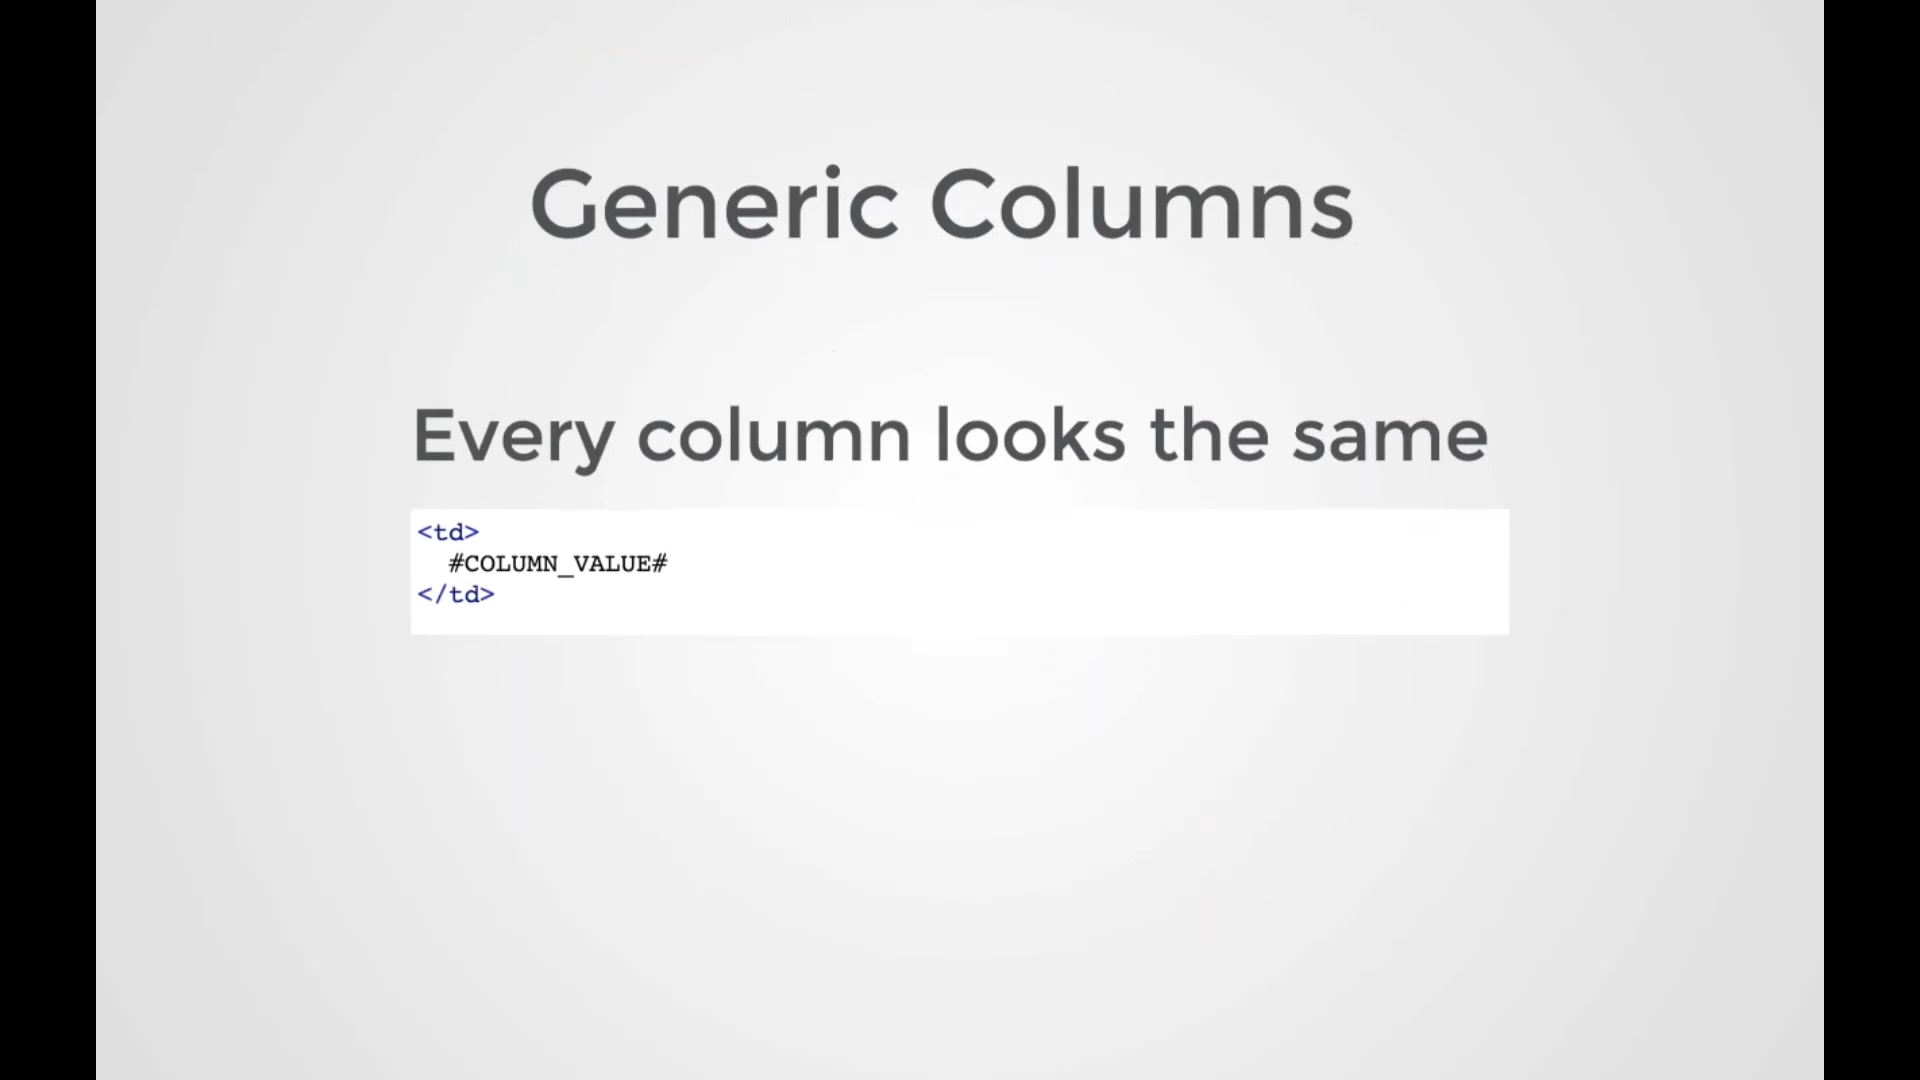 Generic Columns
Every column looks the same
<td>
#COLUMN_VALUE#
</td>